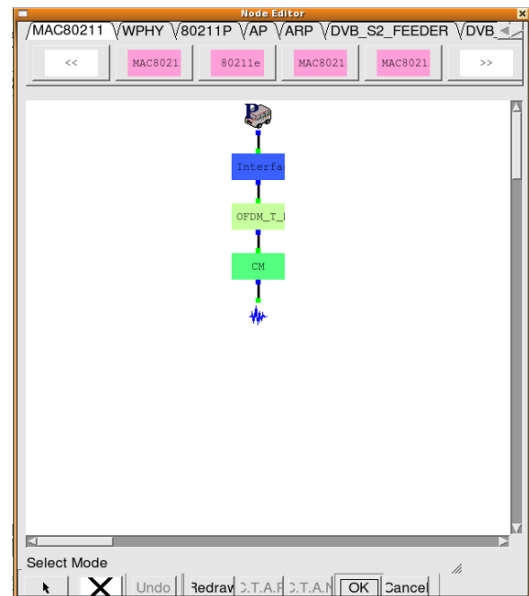 Node Editor
MAC80211 WPHY 80211P AP ARP DVB_S2_FEEDER DVB_
<< MAC8021 80211e MAC8021 MAC8021 >>
P
Interfa
OFDM_T_
CM
Select Mode
X Undo Redraw C.T.A.F C.T.A.N OK Cancel